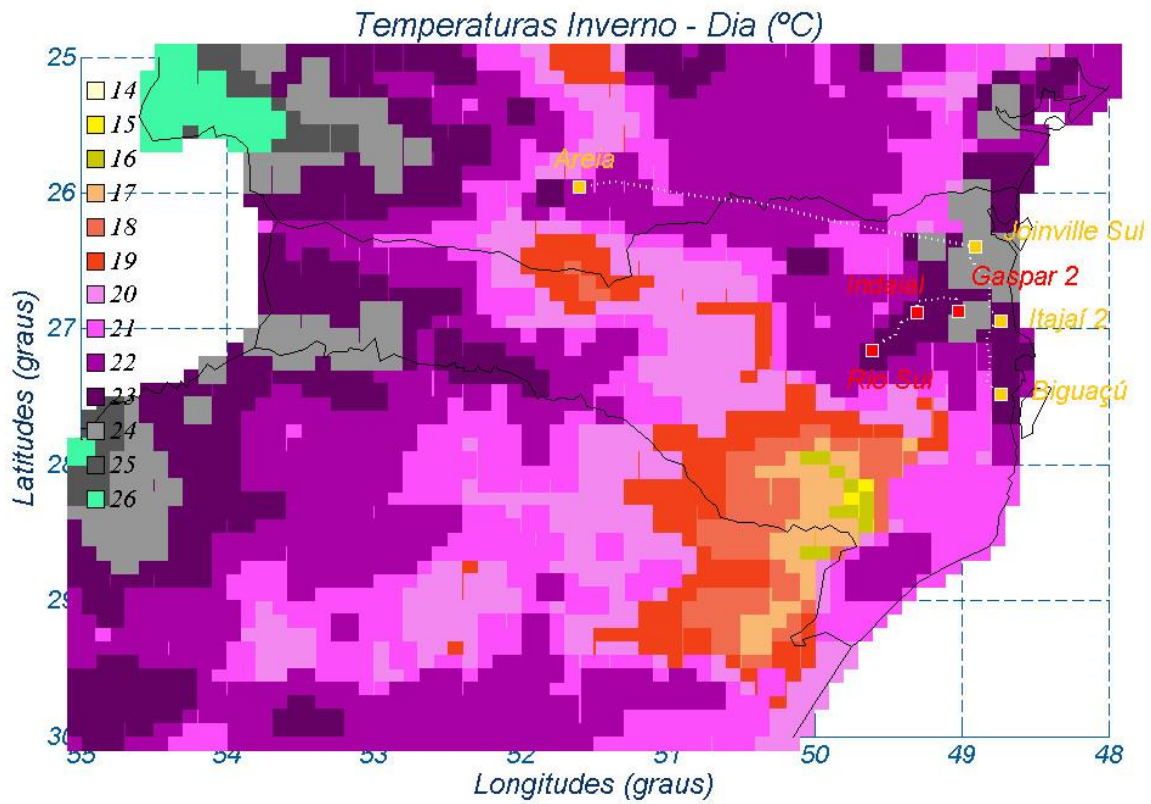 Temperaturas Inverno - Dia (ºC)
25
14
15
16
17
18
19
20
21
22
23
24
25
26
26
27
28
29
30
Latitudes (graus)
Areia
Joinville Sul
Gaspar 2
Indaial
Itajaí 2
Rio Sul
Biguaçú
55
54
53
52
51
50
49
48
Longitudes (graus)